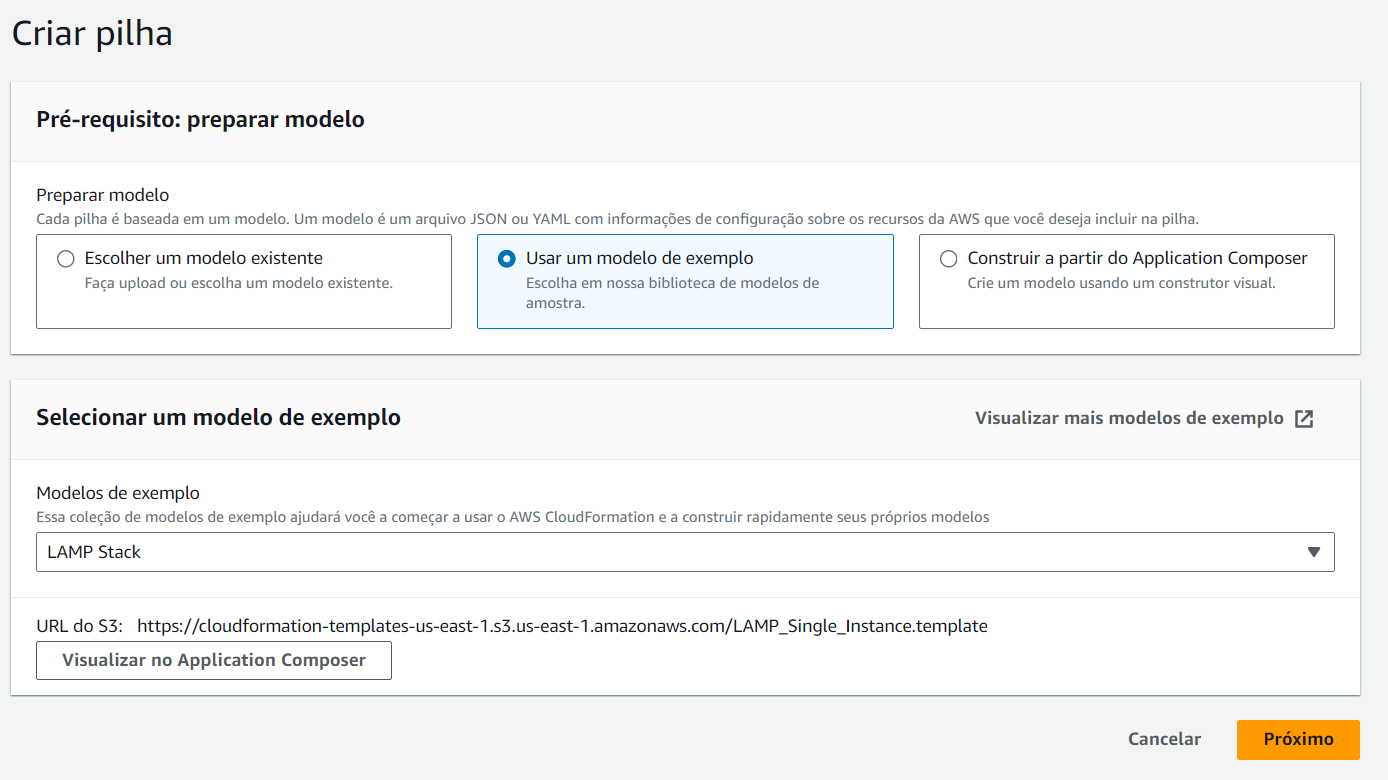 Criar pilha
Pré-requisito: preparar modelo
Preparar modelo
Cada pilha é baseada em um modelo. Um modelo é um arquivo JSON ou YAML com informações de configuração sobre os recursos da AWS que você deseja incluir na pilha.
Escolher um modelo existente
Faça upload ou escolha um modelo existente.
Usar um modelo de exemplo
Escolha em nossa biblioteca de modelos de
amostra.
Construir a partir do Application Composer
Crie um modelo usando um construtor visual.
Selecionar um modelo de exemplo
Visualizar mais modelos de exemplo
Modelos de exemplo
Essa coleção de modelos de exemplo ajudará você a começar a usar o AWS CloudFormation e a construir rapidamente seus próprios modelos
LAMP Stack
URL do S3: https://cloudformation-templates-us-east-1.s3.us-east-1.amazonaws.com/LAMP_Single_Instance.template
Visualizar no Application Composer
Cancelar
Próximo